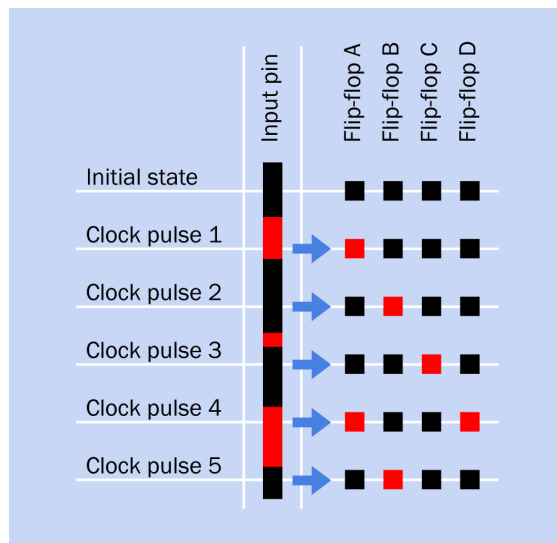 Input pin
Flip-flop A
Flip-flop B
Flip-flop C
Flip-flop D
Initial state
Clock pulse 1
Clock pulse 2
Clock pulse 3
Clock pulse 4
Clock pulse 5